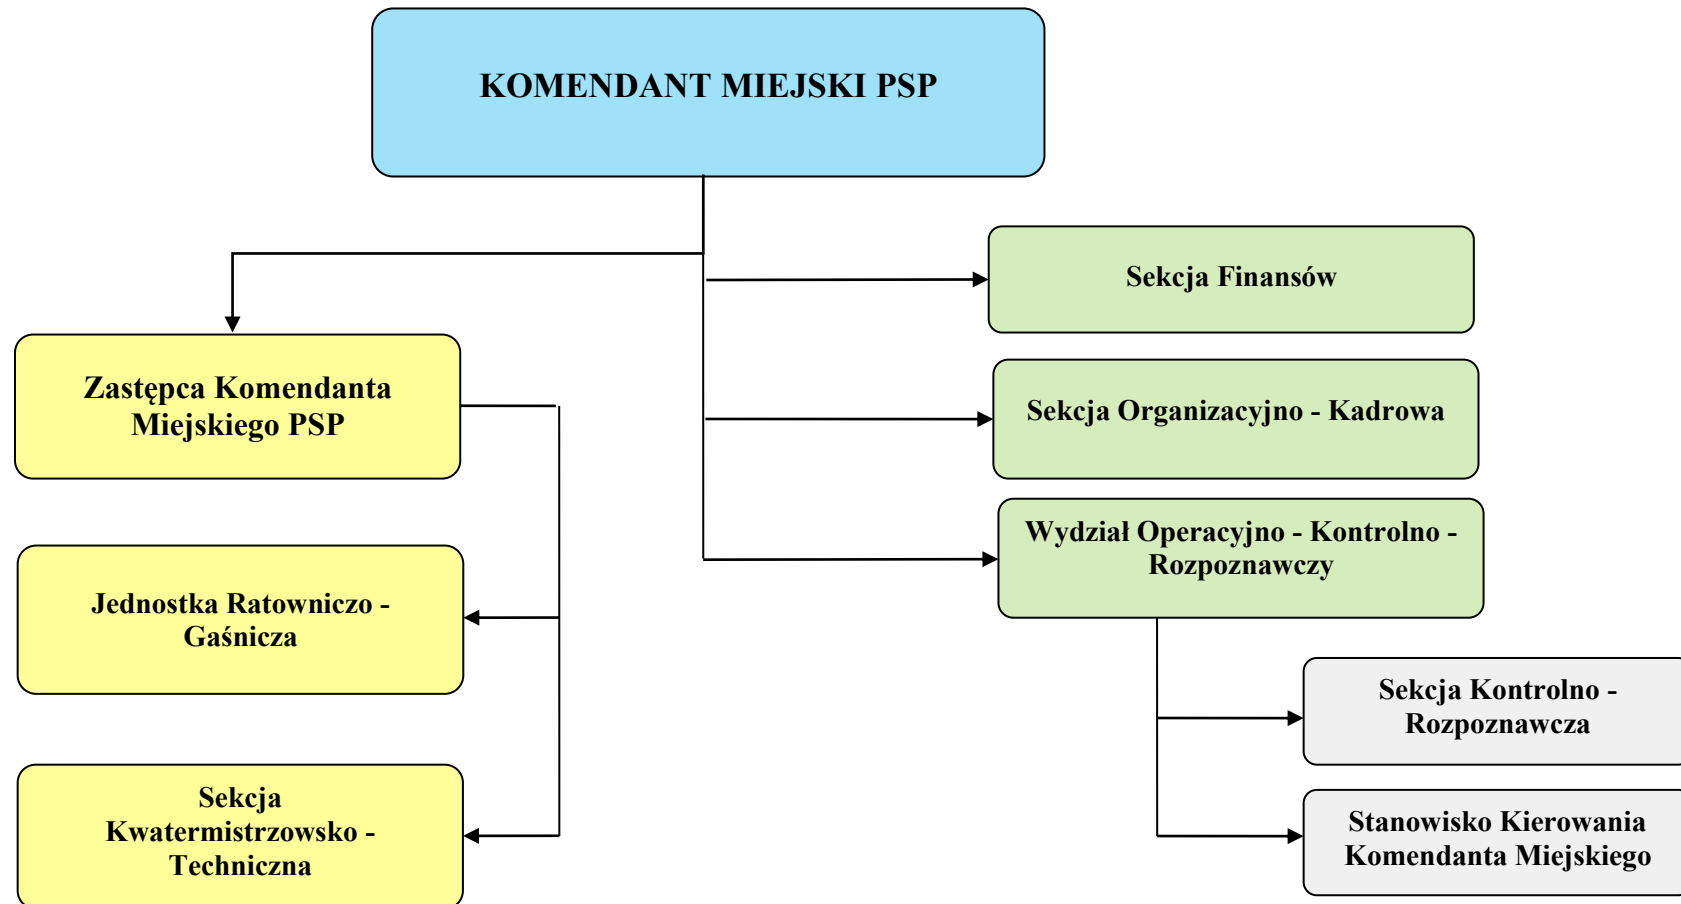 KOMENDANT MIEJSKI PSP
Sekcja Finansów
Zastępca Komendanta
Miejskiego PSP
Sekcja Organizacyjno - Kadrowa
Wydział Operacyjno - Kontrolno -
Rozpoznawczy
Jednostka Ratowniczo -
Gaśnicza
Sekcja Kontrolno -
Rozpoznawcza
Sekcja
Kwatermistrzowsko -
Techniczna
Stanowisko Kierowania
Komendanta Miejskiego